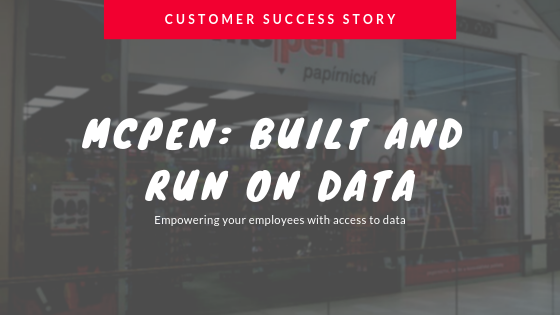 CUSTOMER SUCCESS STORY
pen
papírnictví
MCPEN: BUILT AND
RUN ON DATA
Empowering your employees with access to data